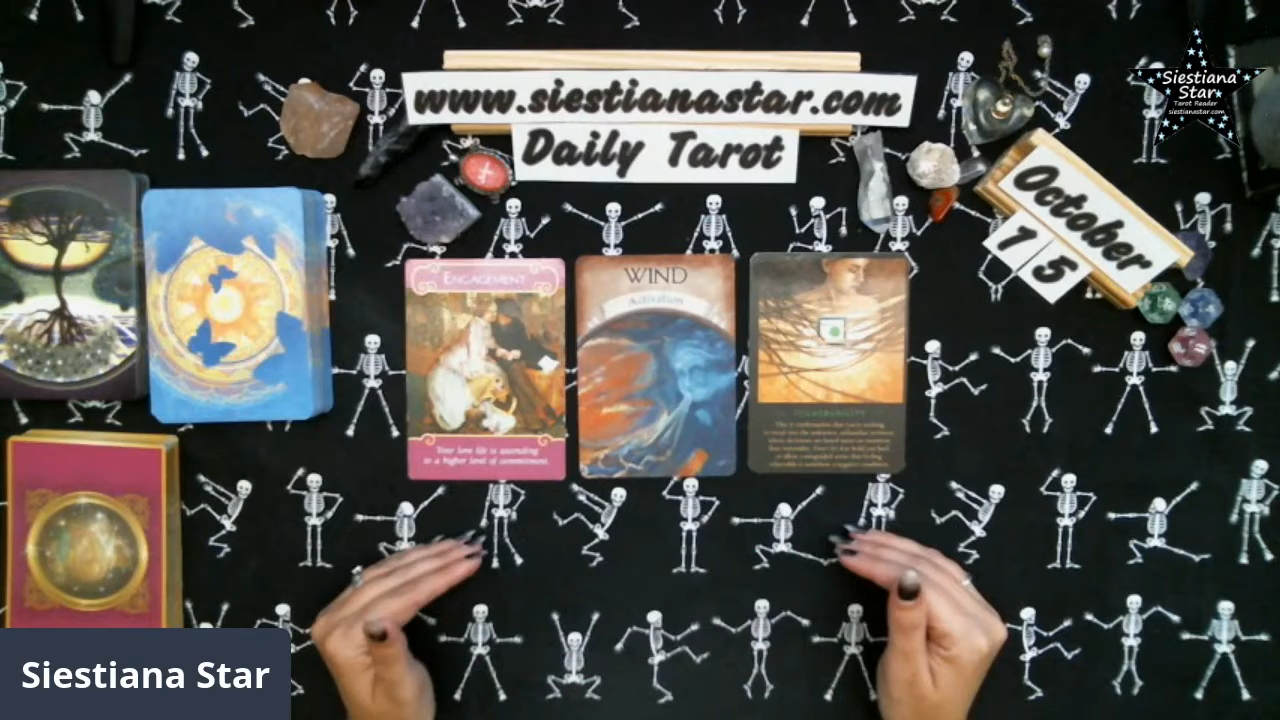 www.siestianastar.com
Daily Tarot
Siestiana
Star
Tarot Reader
siestianastar.com
October
15
ENGAGEMENT
Your love life is ascending
to a higher level of commitment.
WIND
Activation
VULNERABILITY
Siestiana Star